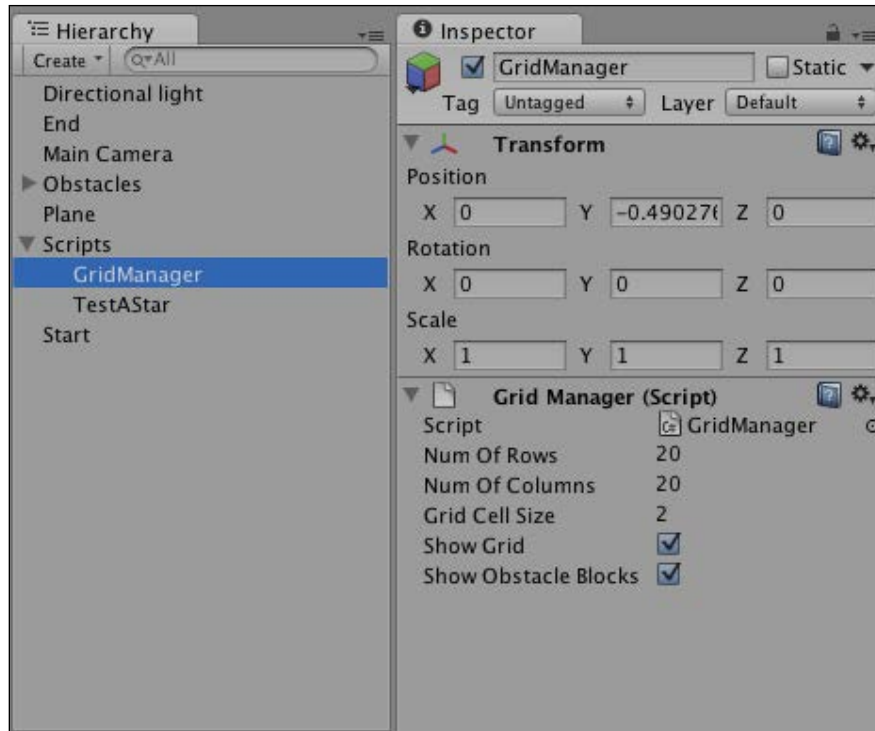 Hierarchy
Create
All
Directional light
End
Main Camera
Obstacles
Plane
Scripts
GridManager
TestAStar
Start
Inspector
GridManager
Static
Tag Untagged Layer Default
Transform
Position
X 0 Y -0.490276 Z 0
Rotation
X 0 Y 0 Z 0
Scale
X 1 Y 1 Z 1
Grid Manager (Script)
Script C# GridManager
Num Of Rows 20
Num Of Columns 20
Grid Cell Size 2
Show Grid
Show Obstacle Blocks